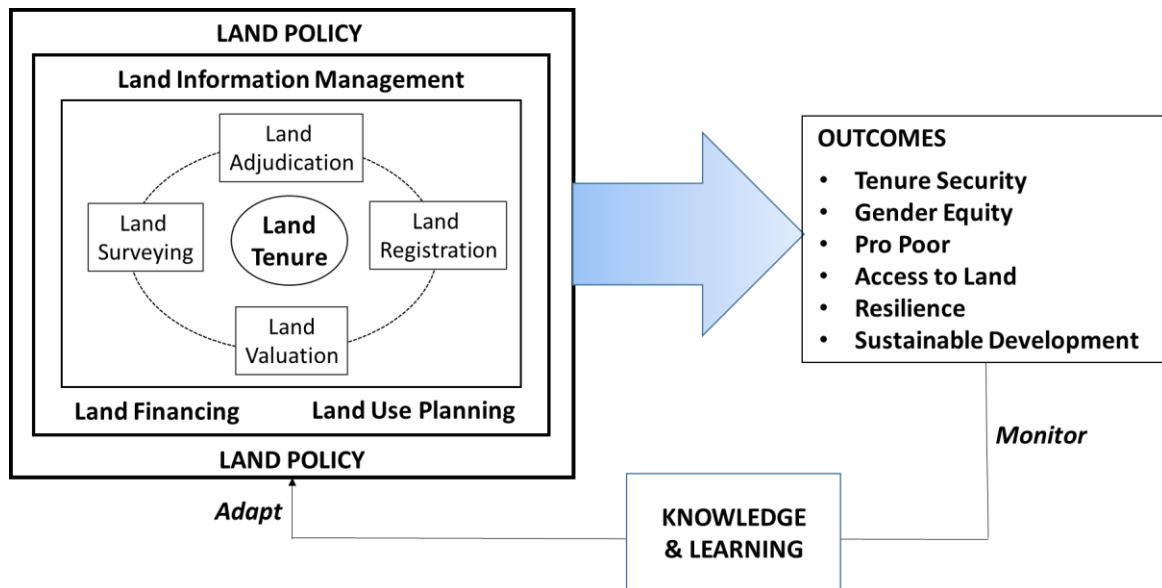 LAND POLICY
Land Information Management
Land
Adjudication
Land
Surveying
Land
Tenure
Land
Registration
Land
Valuation
Land Financing
Land Use Planning
LAND POLICY
OUTCOMES
• Tenure Security
• Gender Equity
• Pro Poor
• Access to Land
• Resilience
• Sustainable Development
Monitor
KNOWLEDGE
& LEARNING
Adapt